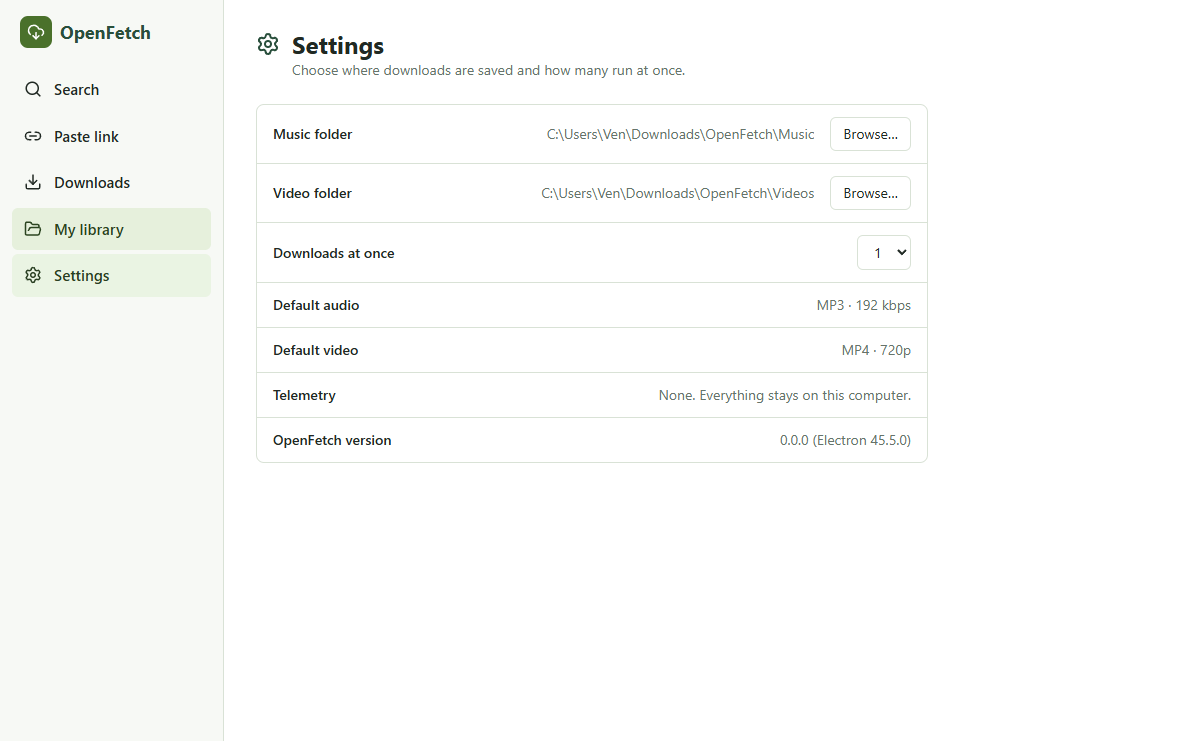 OpenFetch
Search
Paste link
Downloads
My library
Settings
Settings
Choose where downloads are saved and how many run at once.
Music folder C:\Users\Ven\Downloads\OpenFetch\Music Browse...
Video folder C:\Users\Ven\Downloads\OpenFetch\Videos Browse...
Downloads at once 1
Default audio MP3 · 192 kbps
Default video MP4 · 720p
Telemetry None. Everything stays on this computer.
OpenFetch version 0.0.0 (Electron 45.5.0)